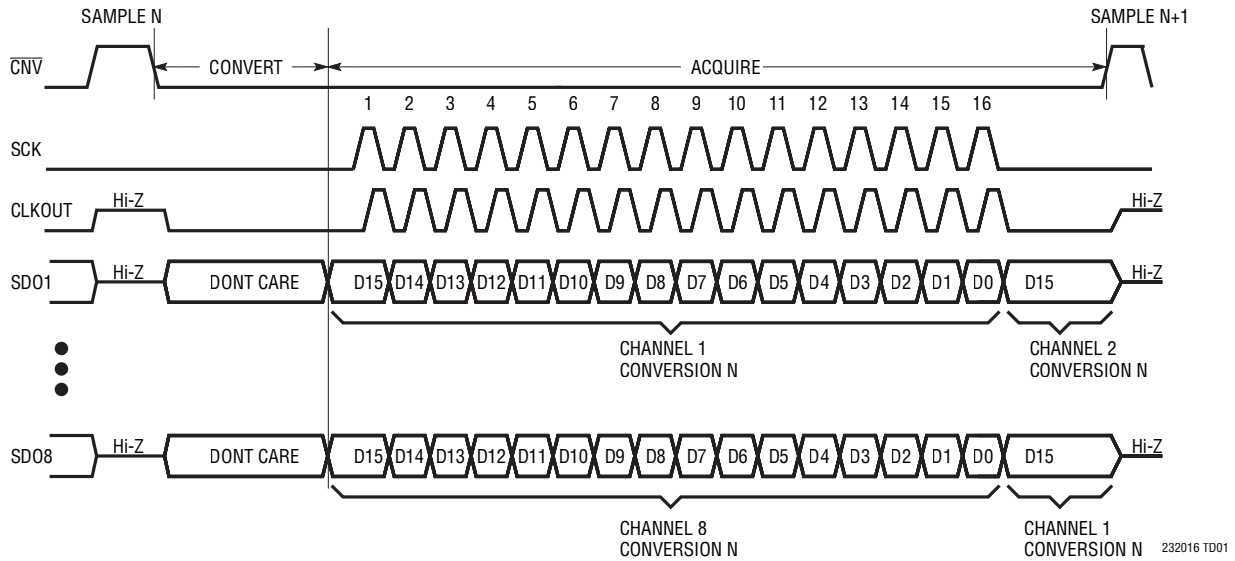 SAMPLE N SAMPLE N+1
CNV CONVERT ACQUIRE
1 2 3 4 5 6 7 8 9 10 11 12 13 14 15 16
SCK
CLKOUT Hi-Z Hi-Z
SDO1 Hi-Z DONT CARE D15 D14 D13 D12 D11 D10 D9 D8 D7 D6 D5 D4 D3 D2 D1 D0 D15 Hi-Z
CHANNEL 1 CHANNEL 2
CONVERSION N CONVERSION N
SDO8 Hi-Z DONT CARE D15 D14 D13 D12 D11 D10 D9 D8 D7 D6 D5 D4 D3 D2 D1 D0 D15 Hi-Z
CHANNEL 8 CHANNEL 1
CONVERSION N CONVERSION N 232016 TD01